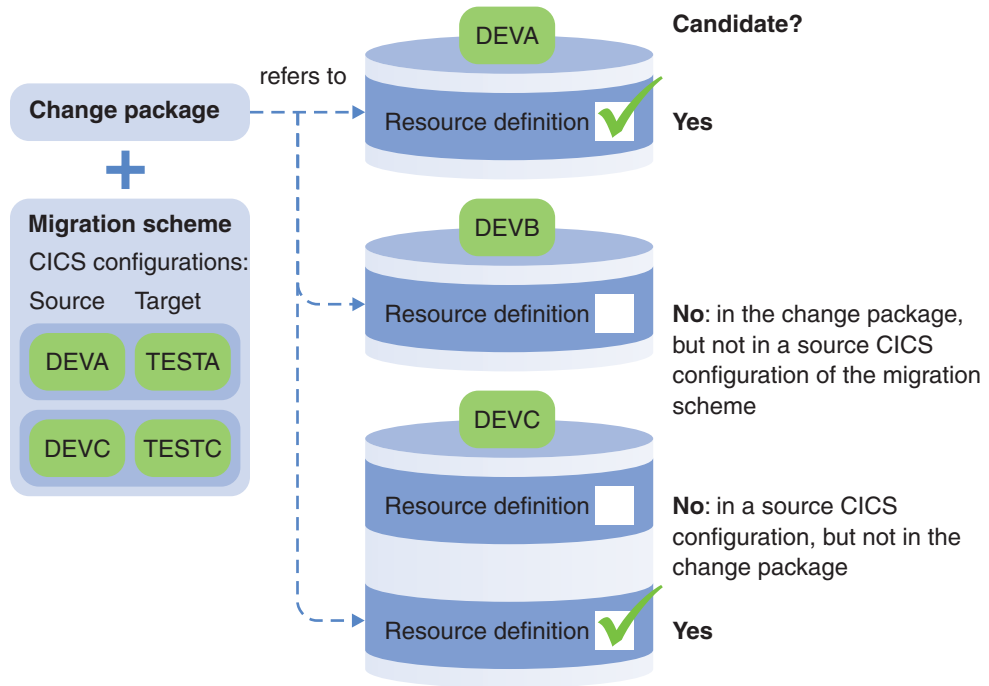 DEVA
Candidate?
refers to
Change package
Resource definition
Yes
Migration scheme
CICS configurations:
Source Target
DEVA TESTA
DEVC TESTC
DEVB
Resource definition
No: in the change package,
but not in a source CICS
configuration of the migration
scheme
DEVC
Resource definition
No: in a source CICS
configuration, but not in the
change package
Resource definition
Yes